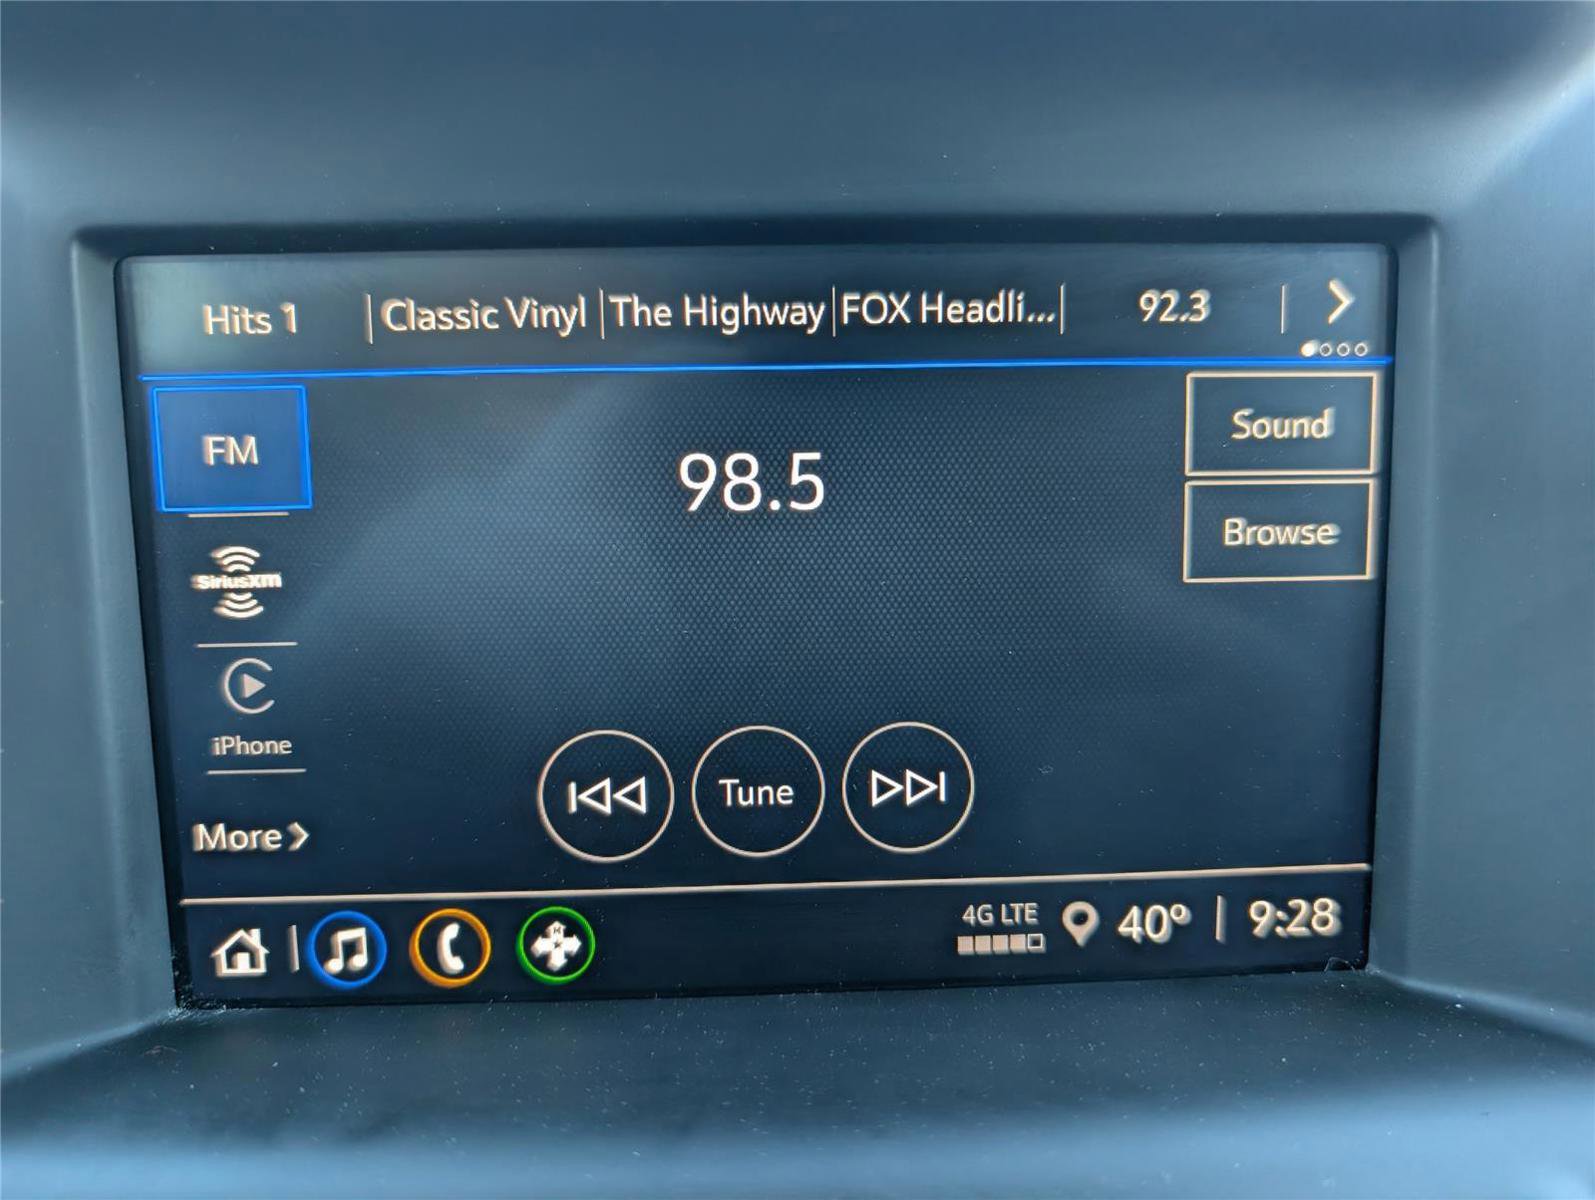 Hits 1
Classic Vinyl
The Highway
FOX Headli...
92.3
FM
98.5
Sound
Browse
SiriusXM
iPhone
Tune
More
4G LTE
40°
9:28